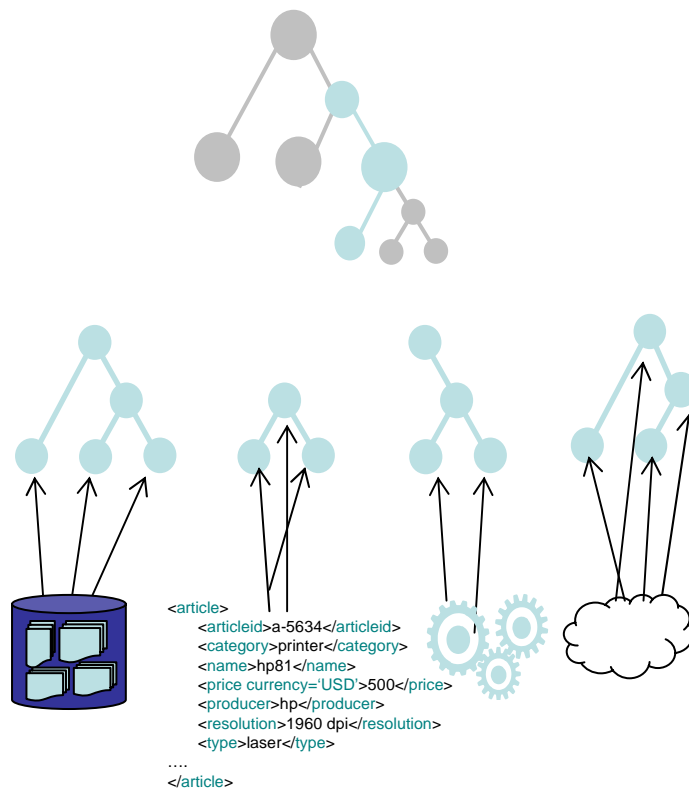 <article>
<articleid>a-5634</articleid>
<category>printer</category>
<name>hp81</name>
<price currency=‘USD’>500</price>
<producer>hp</producer>
<resolution>1960 dpi</resolution>
<type>laser</type>
….
</article>